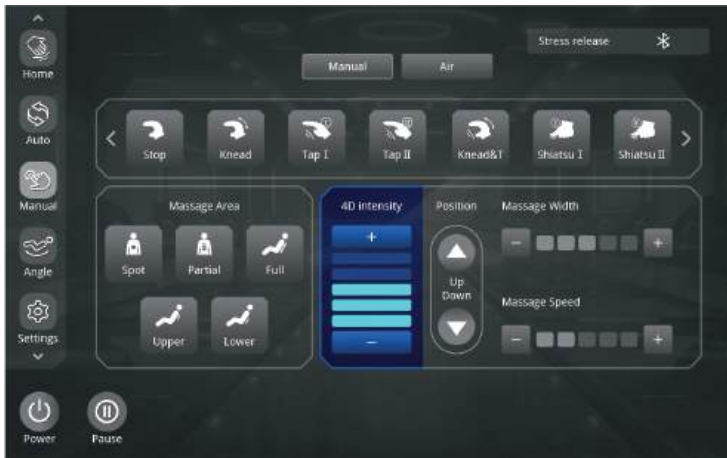 Stress release
Manual
Air
Home
Auto
Manual
Angle
Settings
Stop
Knead
Tap I
Tap II
Knead&T
Shiatsu I
Shiatsu II
Massage Area
Spot
Partial
Full
Upper
Lower
4D intensity
+
−
Position
Up
Down
Massage Width
− +
Massage Speed
− +
Power
Pause